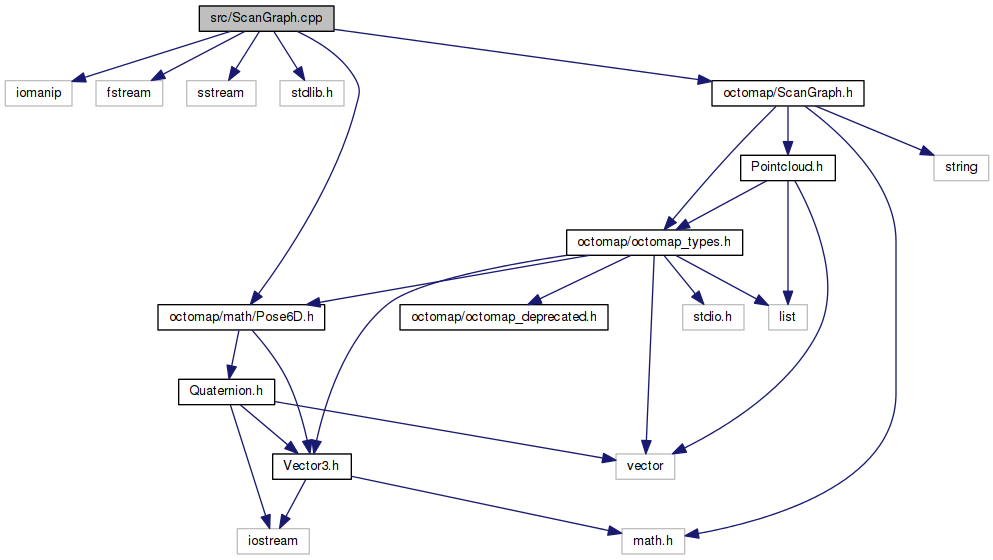 src/ScanGraph.cpp
iomanip
fstream
sstream
stdlib.h
octomap/ScanGraph.h
Pointcloud.h
string
octomap/octomap_types.h
octomap/math/Pose6D.h
octomap/octomap_deprecated.h
stdio.h
list
Quaternion.h
Vector3.h
vector
iostream
math.h